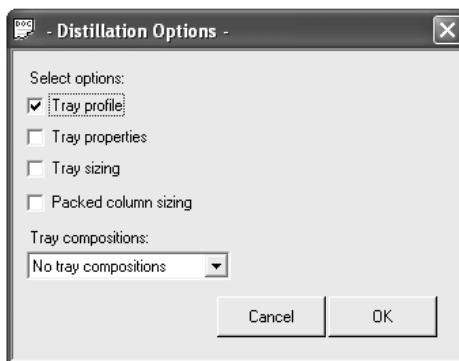 DOC
- Distillation Options -
Select options:
Tray profile
Tray properties
Tray sizing
Packed column sizing
Tray compositions:
No tray compositions
Cancel OK